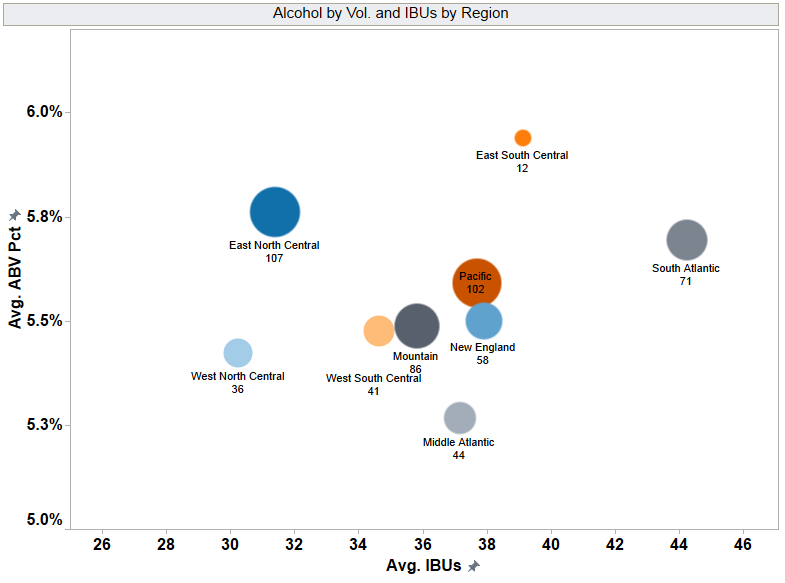 Alcohol by Vol. and IBUs by Region
6.0%
5.8%
5.5%
5.3%
5.0%
Avg. ABV Pct
East South Central
12
East North Central
107
South Atlantic
71
Pacific
102
New England
58
Mountain
86
West South Central
41
West North Central
36
Middle Atlantic
44
26 28 30 32 34 36 38 40 42 44 46
Avg. IBUs